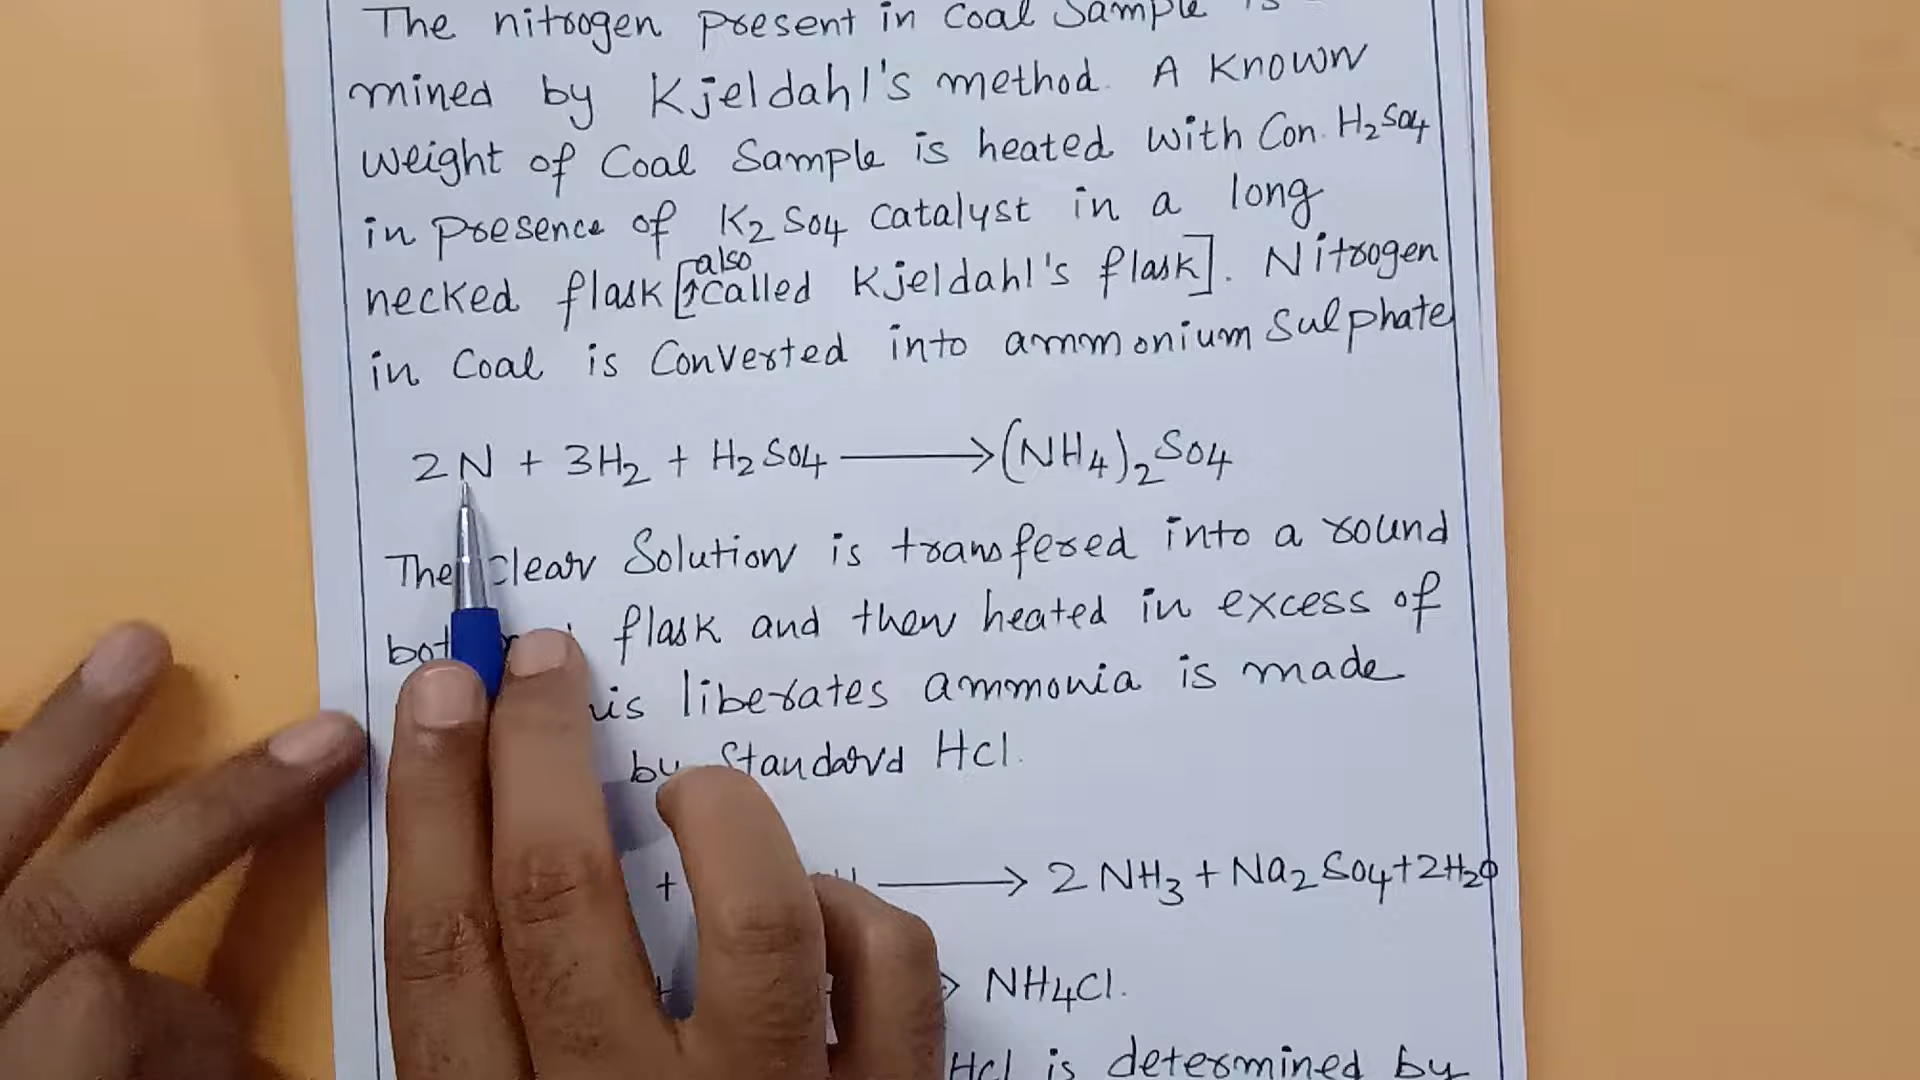 The nitrogen present in Coal Sample is
mined by Kjeldahl's method. A Known
weight of Coal Sample is heated with Con. H2SO4
in presence of K2SO4 Catalyst in a long
necked flask [also called Kjeldahl's flask]. Nitrogen
in Coal is Converted into ammonium Sulphate
2N + 3H2 + H2SO4 → (NH4)2SO4
The clear Solution is transfered into a round
flask and then heated in excess of
liberates ammonia is made
by Standard HCl.
+ → 2NH3 + Na2SO4 + 2H2O
+ → NH4Cl.
HCl is determined by